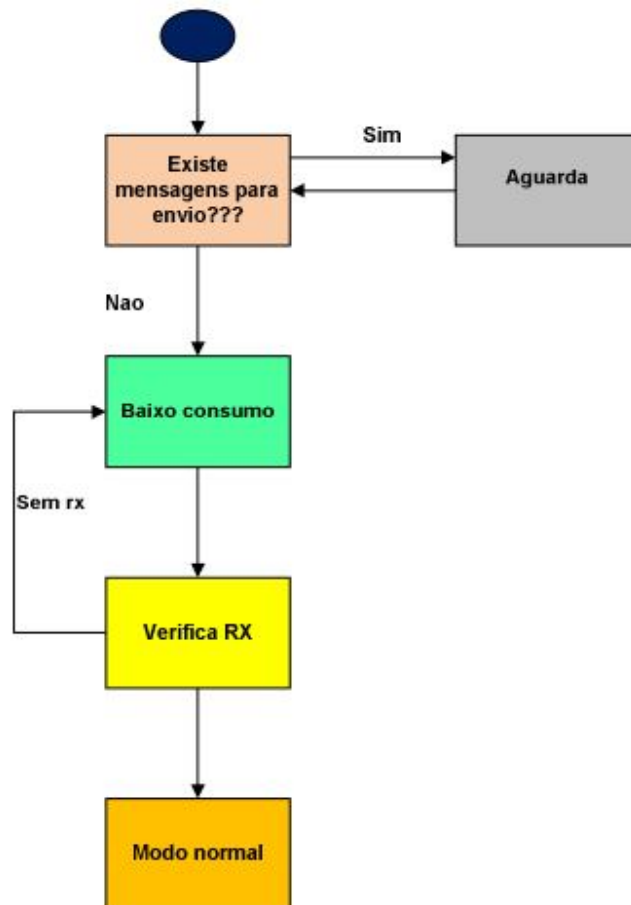 Existe
mensagens para
envio???
Sim
Aguarda
Nao
Baixo consumo
Sem rx
Verifica RX
Modo normal